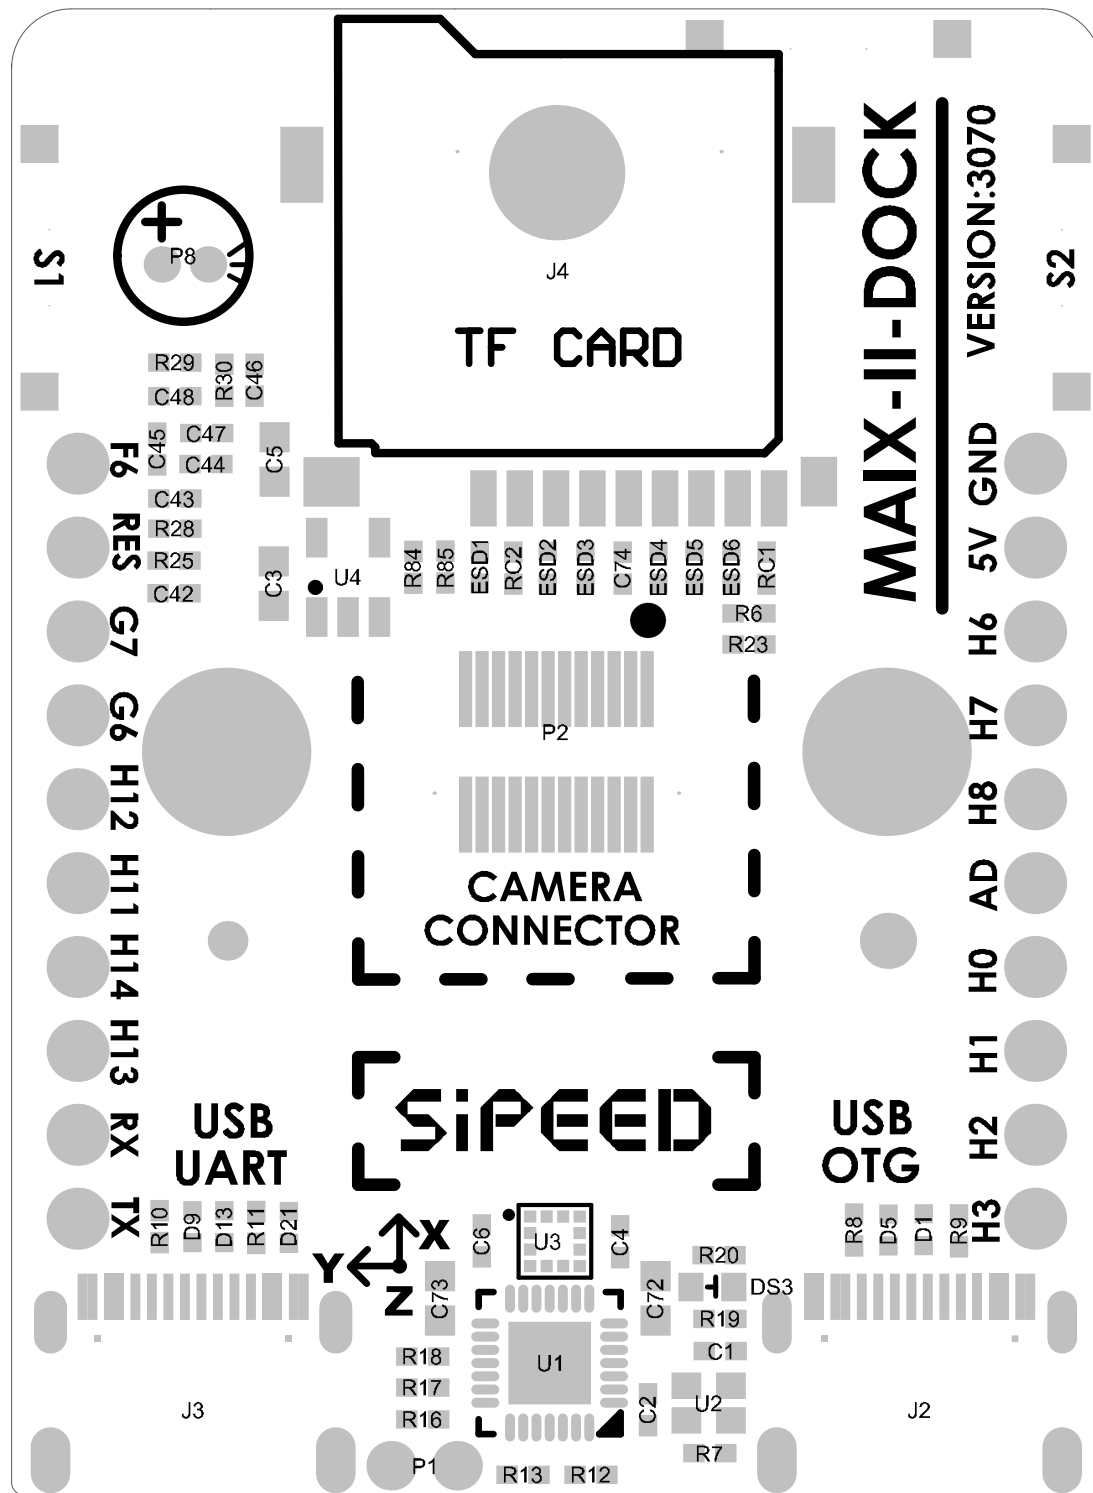 MAIX-II-DOCK
VERSION:3070
S1
P8
J4
S2
TF CARD
R29
R30
C46
C48
C45
C47
C44
C5
C43
R28
R25
C42
C3
U4
R84
R85
ESD1
RC2
ESD2
ESD3
C74
ESD4
ESD5
ESD6
RC1
R6
R23
F6
RES
G7
G6
H12
H11
H14
H13
RX
TX
GND
5V
H6
H7
H8
AD
H0
H1
H2
H3
P2
CAMERA
CONNECTOR
SiPEED
USB
UART
USB
OTG
R10
D9
D13
R11
D21
X
Y
Z
C6
U3
C4
R8
D5
D1
R9
R20
DS3
C73
C72
R19
C1
R18
U1
R17
R16
C2
U2
J3
J2
P1
R7
R13
R12